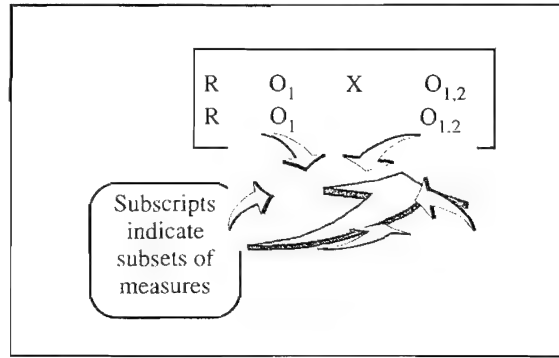 R O₁ X O₁,₂
R O₁ O₁,₂
Subscripts
indicate
subsets of
measures